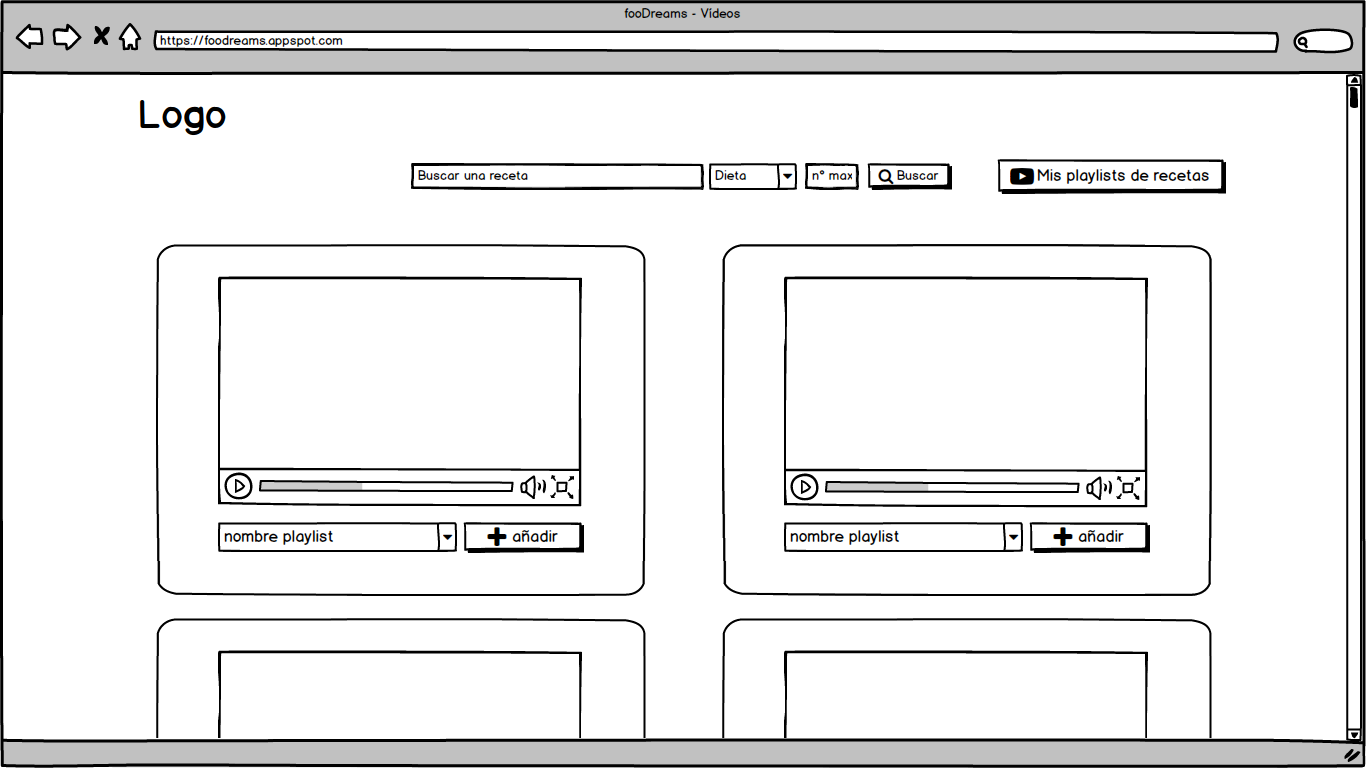 fooDreams - Videos
https://foodreams.appspot.com
Logo
Buscar una receta
Dieta
n° max
Buscar
Mis playlists de recetas
nombre playlist
añadir
nombre playlist
añadir